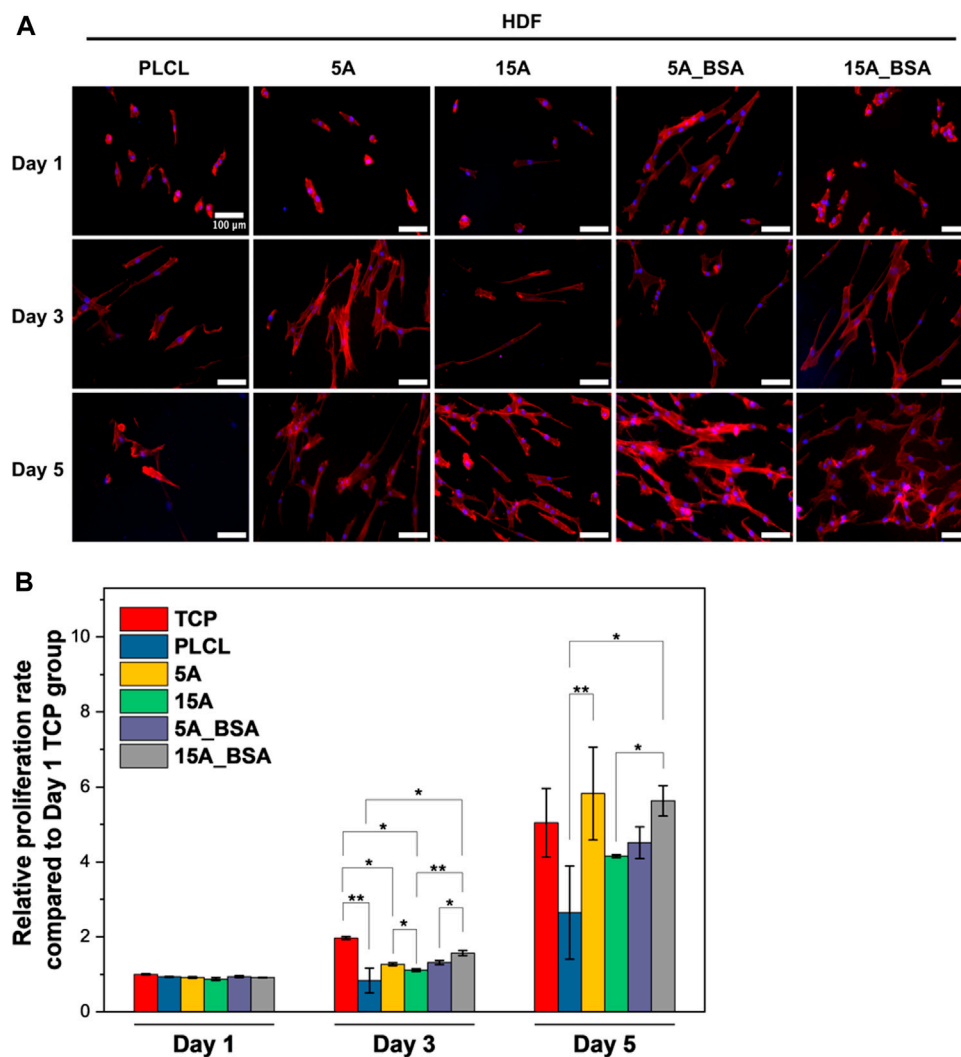 A
HDF
PLCL 5A 15A 5A_BSA 15A_BSA
Day 1
100 µm
Day 3
Day 5
B
Relative proliferation rate
compared to Day 1 TCP group
10
8
6
4
2
0
TCP
PLCL
5A
15A
5A_BSA
15A_BSA
*
**
*
*
*
*
**
*
**
*
Day 1 Day 3 Day 5